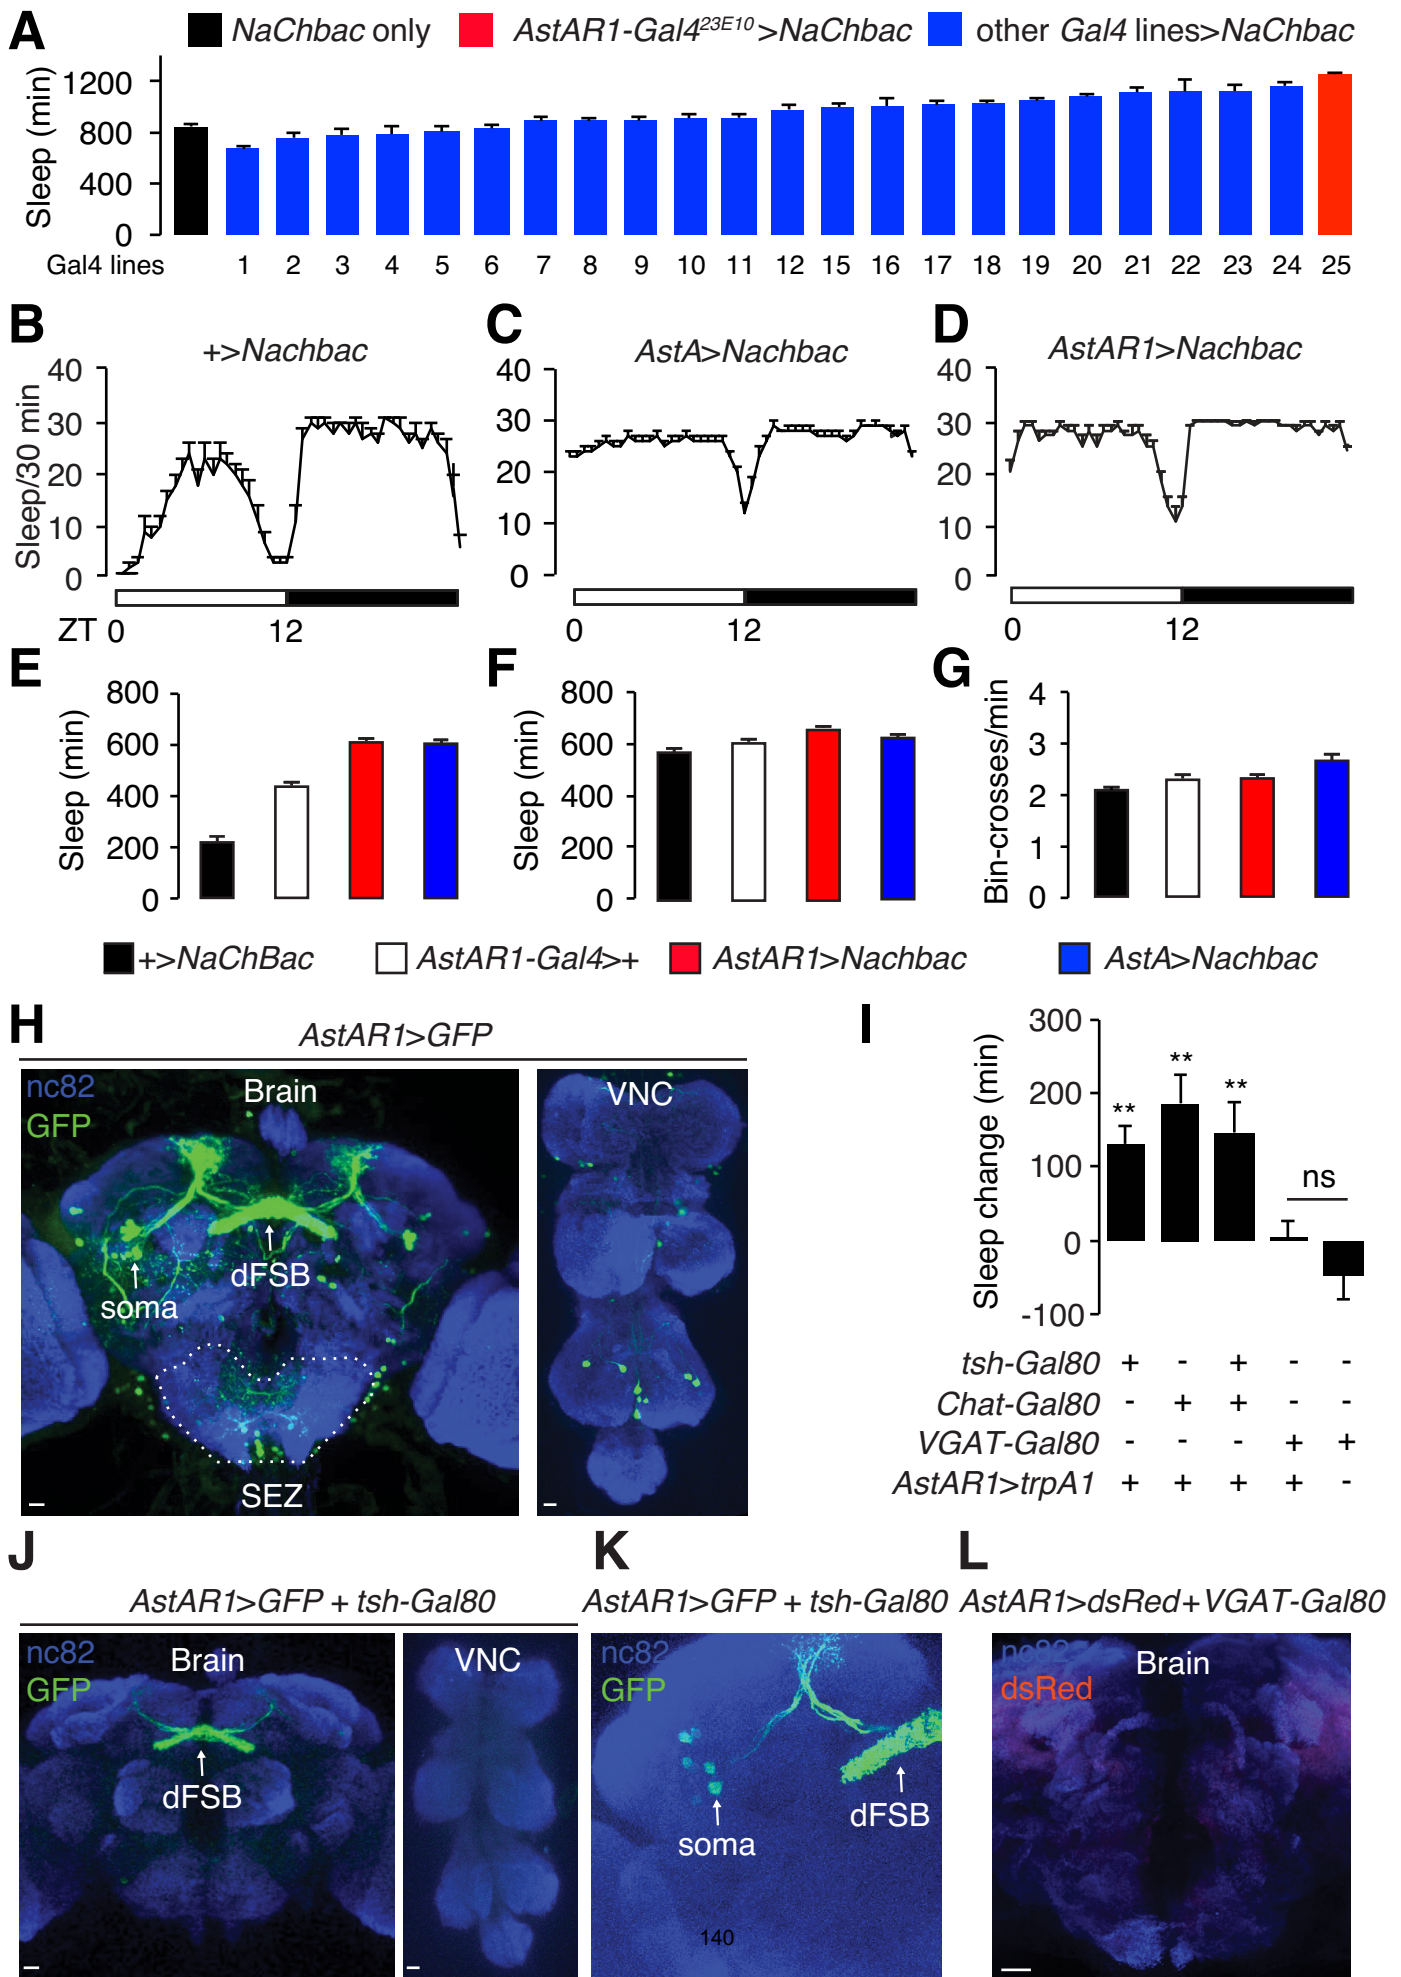 A
NaChbac only AstAR1-Gal4^23E10>NaChbac other Gal4 lines>NaChbac
Sleep (min)
1200
800
400
0
Gal4 lines 1 2 3 4 5 6 7 8 9 10 11 12 15 16 17 18 19 20 21 22 23 24 25
B
+>Nachbac
Sleep/30 min
40
30
20
10
0
ZT 0 12
C
AstA>Nachbac
40
30
20
10
0
0 12
D
AstAR1>Nachbac
40
30
20
10
0
0 12
E
Sleep (min)
800
600
400
200
0
F
Sleep (min)
800
600
400
200
0
G
Bin-crosses/min
4
3
2
1
0
+>NaChBac AstAR1-Gal4>+ AstAR1>Nachbac AstA>Nachbac
H
AstAR1>GFP
nc82
GFP
Brain
dFSB
soma
SEZ
VNC
I
Sleep change (min)
300
200
100
0
-100
** ** ** ns
tsh-Gal80 + - + - -
Chat-Gal80 - + + - -
VGAT-Gal80 - - - + +
AstAR1>trpA1 + + + + -
J
AstAR1>GFP + tsh-Gal80
nc82
GFP
Brain
dFSB
VNC
K
AstAR1>GFP + tsh-Gal80
nc82
GFP
dFSB
soma
140
L
AstAR1>dsRed+VGAT-Gal80
nc82
dsRed
Brain